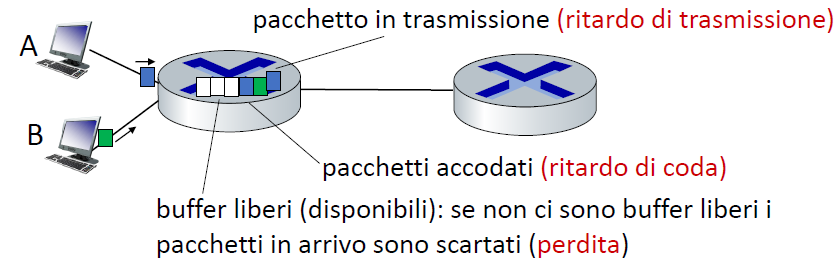 pacchetto in trasmissione (ritardo di trasmissione)
A
B
pacchetti accodati (ritardo di coda)
buffer liberi (disponibili): se non ci sono buffer liberi i
pacchetti in arrivo sono scartati (perdita)